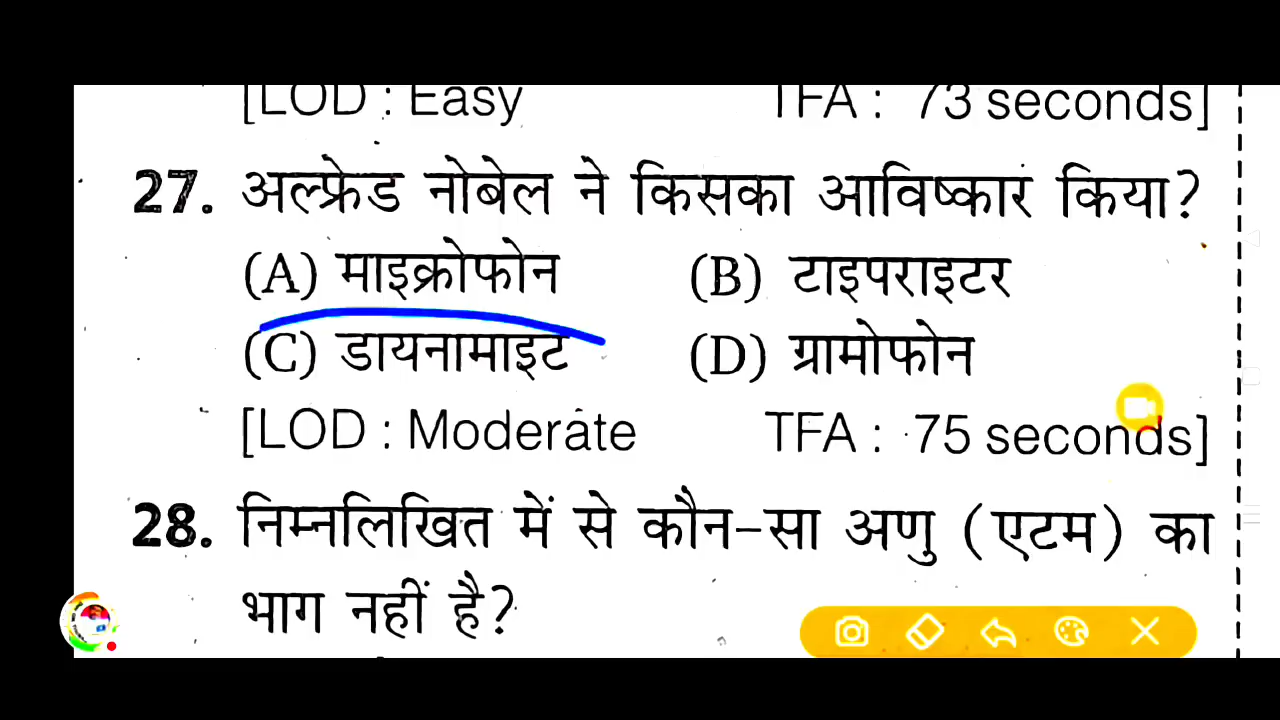 [LOD : Easy TFA : 73 seconds]
27. अल्फ्रेड नोबेल ने किसका आविष्कार किया?
(A) माइक्रोफोन (B) टाइपराइटर
(C) डायनामाइट (D) ग्रामोफोन
[LOD : Moderate TFA : 75 seconds]
28. निम्नलिखित में से कौन-सा अणु (एटम) का
भाग नहीं है?